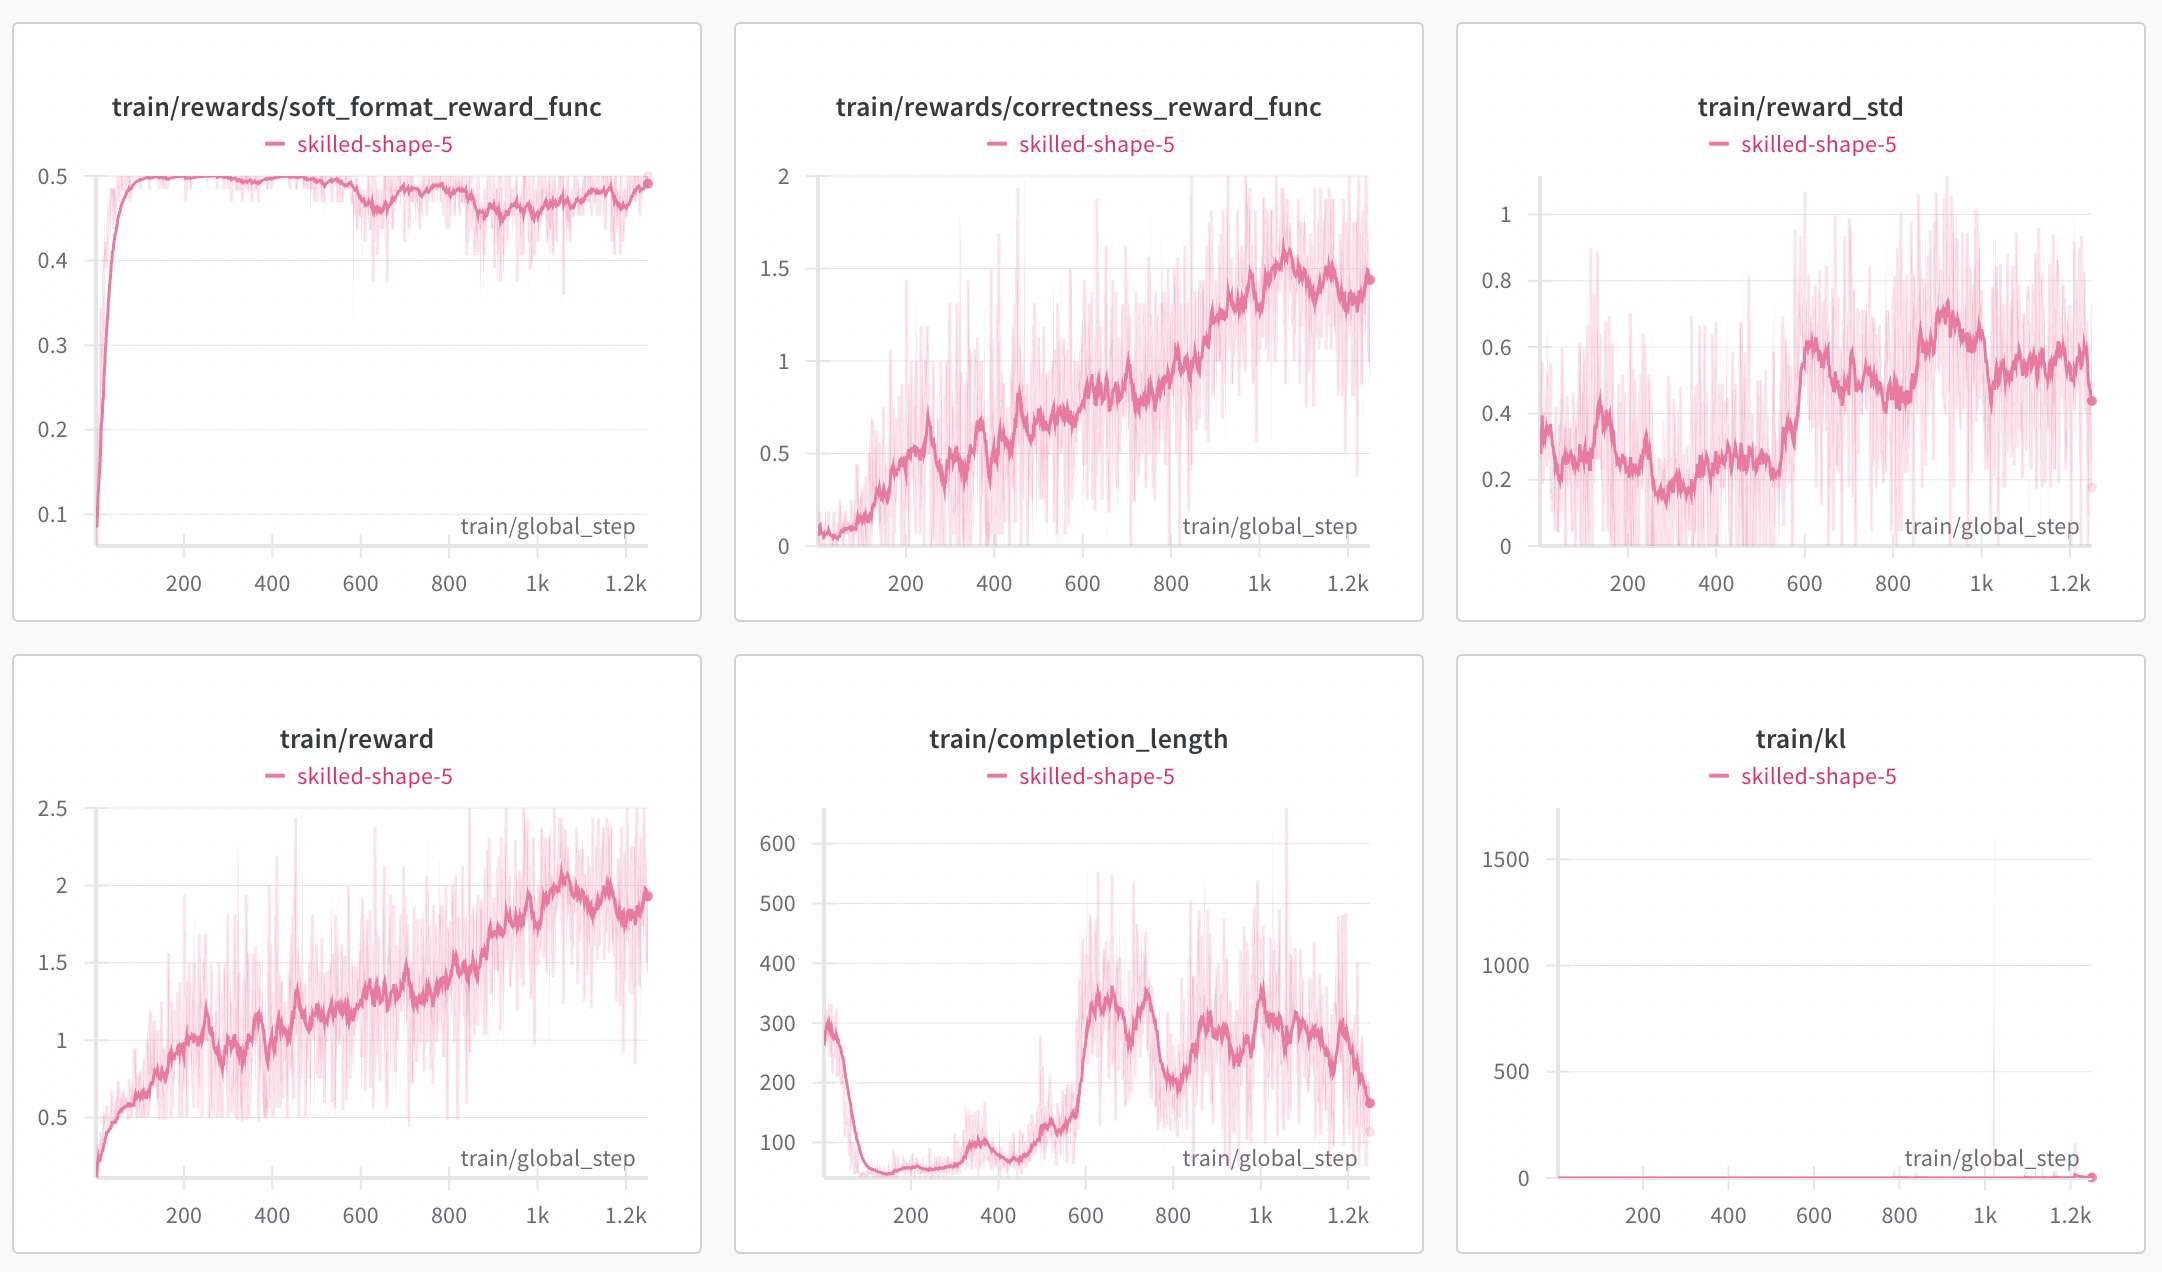 train/rewards/soft_format_reward_func
skilled-shape-5
0.5
0.4
0.3
0.2
0.1
train/global_step
200 400 600 800 1k 1.2k
train/rewards/correctness_reward_func
skilled-shape-5
2
1.5
1
0.5
0
train/global_step
200 400 600 800 1k 1.2k
train/reward_std
skilled-shape-5
1
0.8
0.6
0.4
0.2
0
train/global_step
200 400 600 800 1k 1.2k
train/reward
skilled-shape-5
2.5
2
1.5
1
0.5
train/global_step
200 400 600 800 1k 1.2k
train/completion_length
skilled-shape-5
600
500
400
300
200
100
train/global_step
200 400 600 800 1k 1.2k
train/kl
skilled-shape-5
1500
1000
500
0
train/global_step
200 400 600 800 1k 1.2k